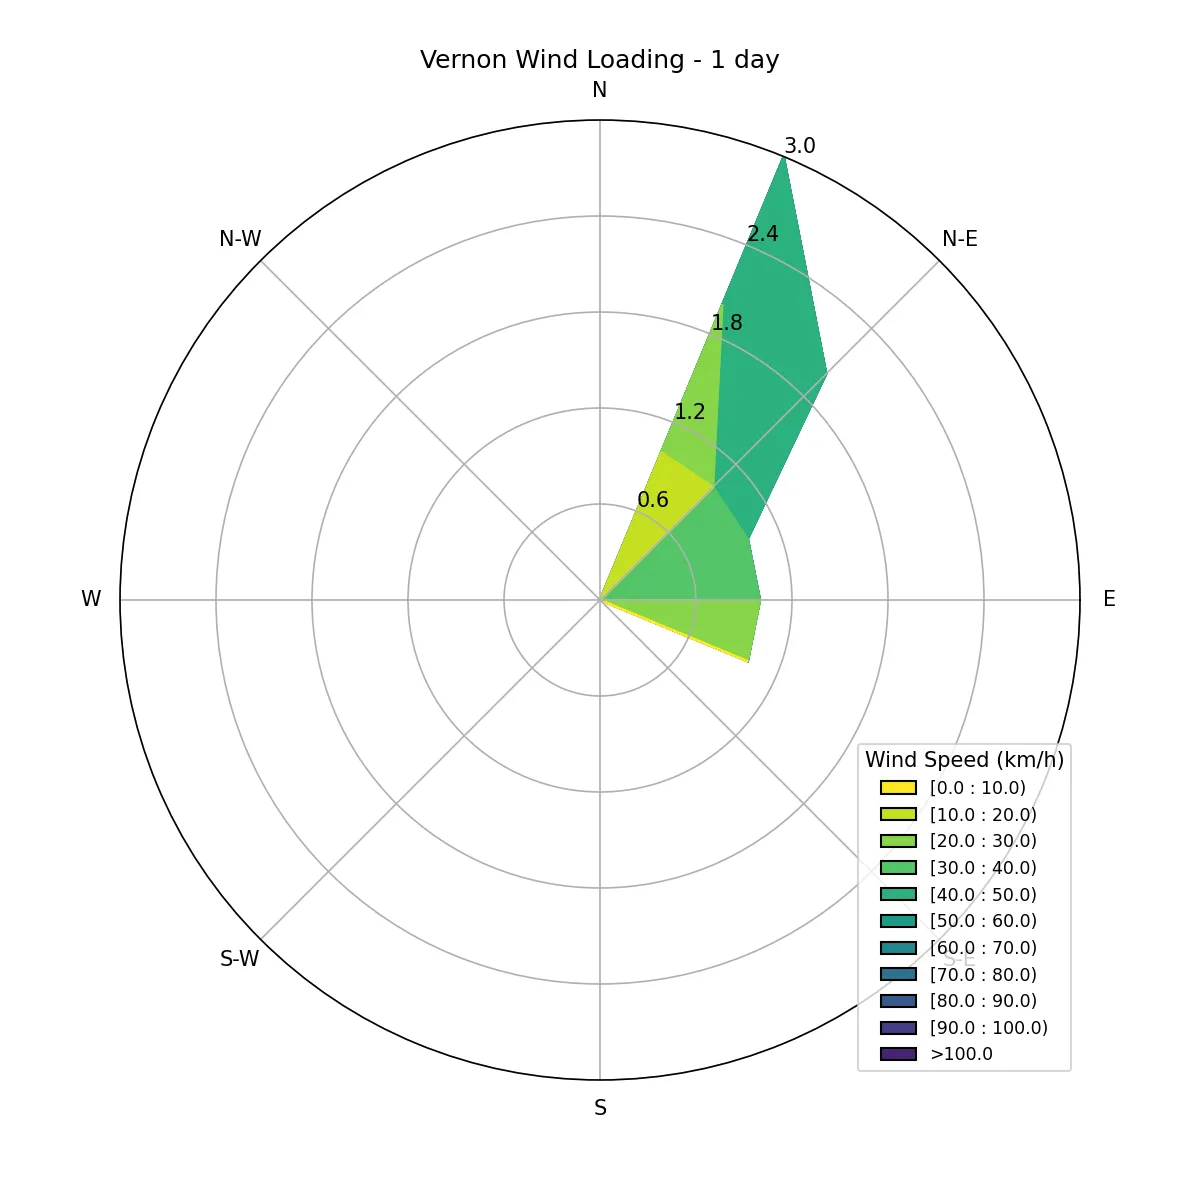 Vernon Wind Loading - 1 day
N
3.0
N-W
2.4
N-E
1.8
1.2
0.6
W
E
Wind Speed (km/h)
[0.0 : 10.0)
[10.0 : 20.0)
[20.0 : 30.0)
[30.0 : 40.0)
[40.0 : 50.0)
[50.0 : 60.0)
[60.0 : 70.0)
S-W
S-E
[70.0 : 80.0)
[80.0 : 90.0)
[90.0 : 100.0)
>100.0
S